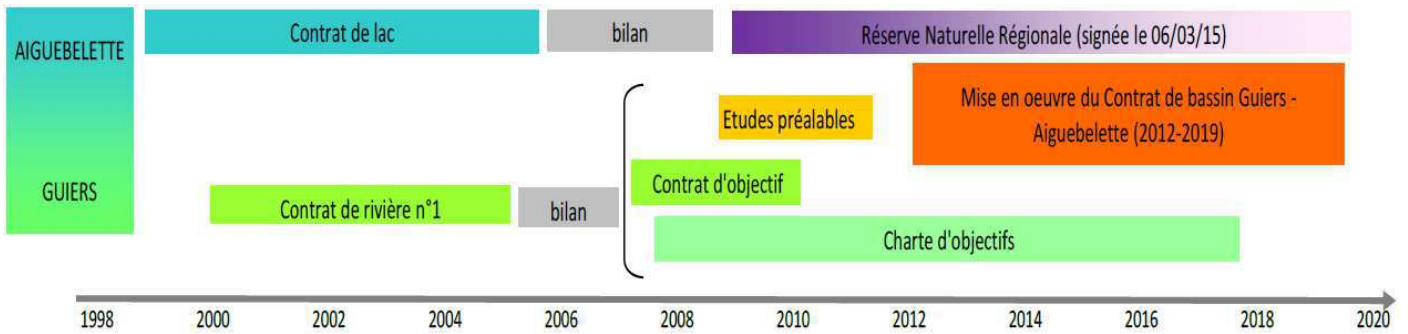 AIGUEBELETTE
GUIERS
Contrat de lac
bilan
Réserve Naturelle Régionale (signée le 06/03/15)
Etudes préalables
Mise en oeuvre du Contrat de bassin Guiers -
Aiguebelette (2012-2019)
Contrat de rivière n°1
bilan
Contrat d'objectif
Charte d'objectifs
1998 2000 2002 2004 2006 2008 2010 2012 2014 2016 2018 2020